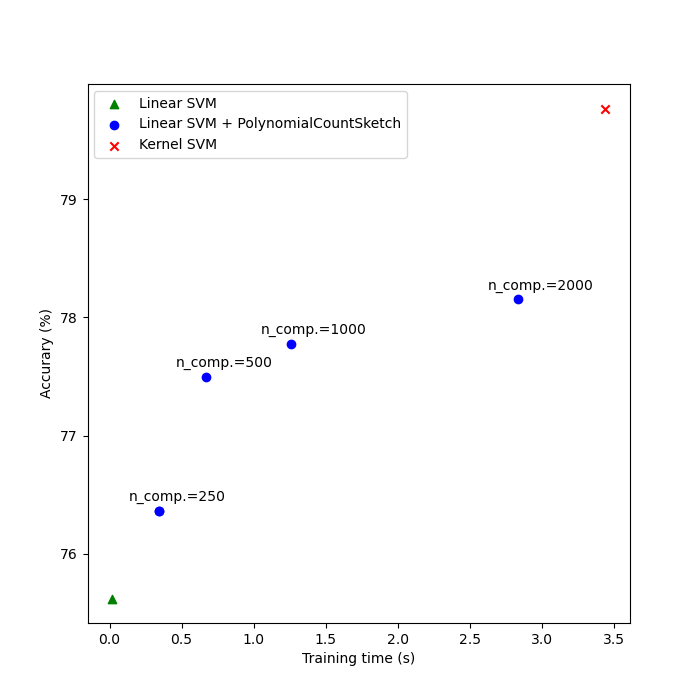 Linear SVM
Linear SVM + PolynomialCountSketch
Kernel SVM
79
n_comp.=2000
78
n_comp.=1000
n_comp.=500
Accurary (%)
77
n_comp.=250
76
0.0 0.5 1.0 1.5 2.0 2.5 3.0 3.5
Training time (s)